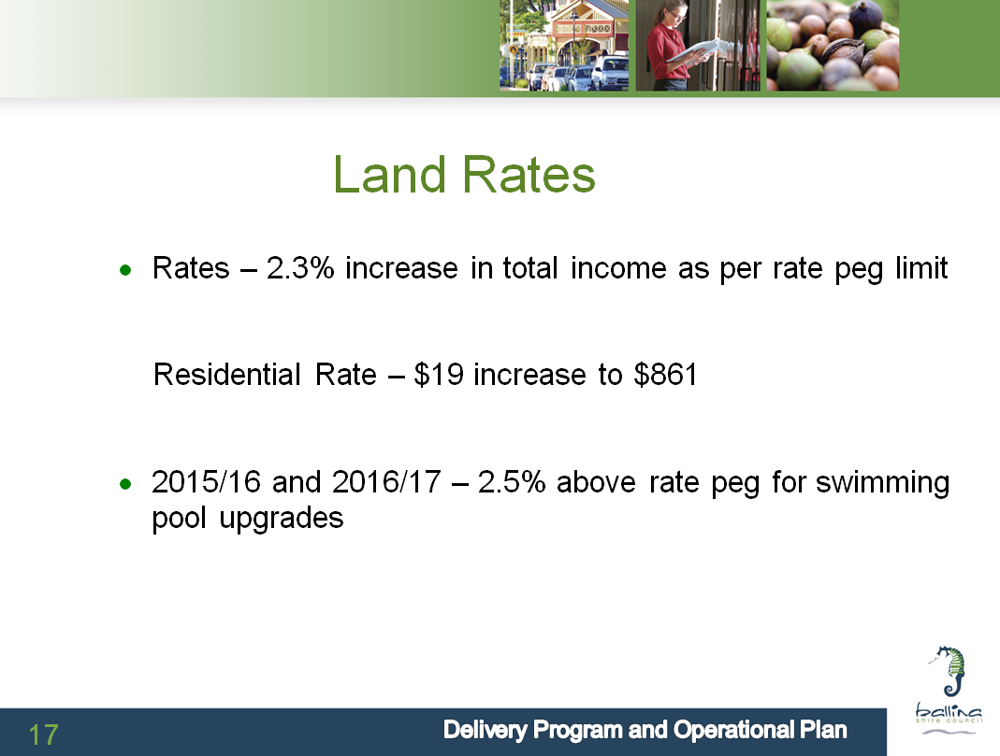 Land Rates
Rates – 2.3% increase in total income as per rate peg limit
Residential Rate – $19 increase to $861
2015/16 and 2016/17 – 2.5% above rate peg for swimming
pool upgrades
17
Delivery Program and Operational Plan
ballina
shire council